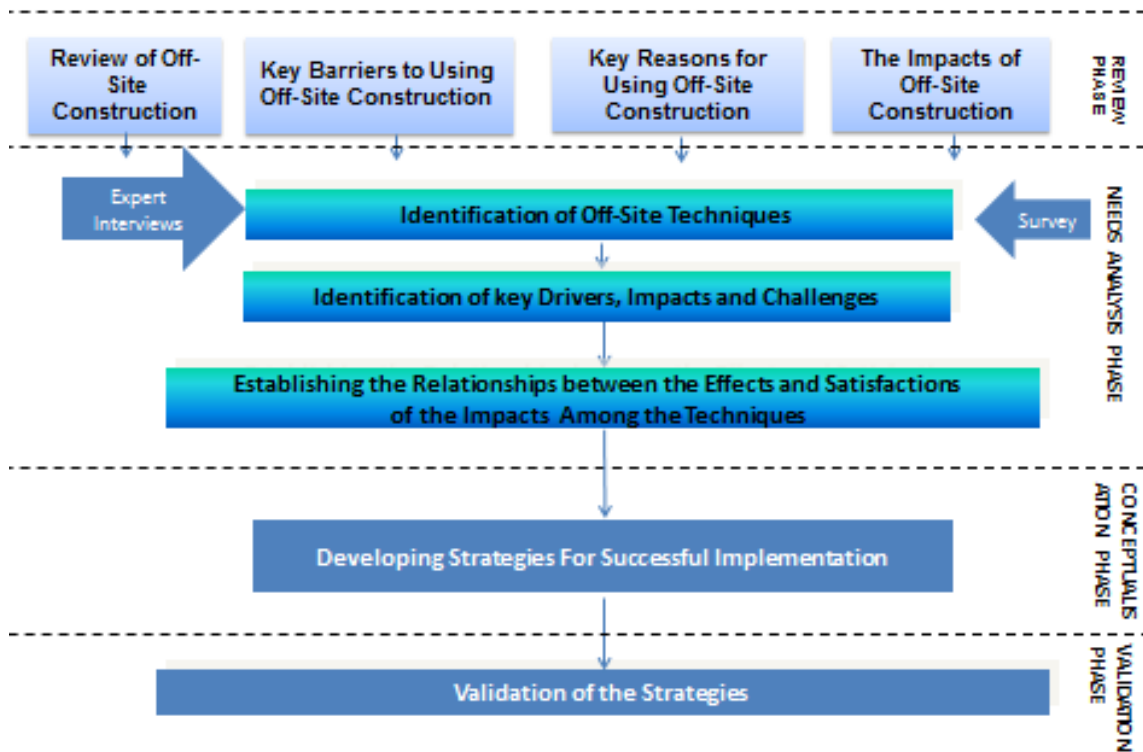 Review of Off-
Site
Construction
Key Barriers to Using
Off-Site Construction
Key Reasons for
Using Off-Site
Construction
The Impacts of
Off-Site
Construction
REVIEW
PHASE
Expert
Interviews
Identification of Off-Site Techniques
Survey
Identification of key Drivers, Impacts and Challenges
Establishing the Relationships between the Effects and Satisfactions
of the Impacts Among the Techniques
NEEDS ANALYSIS PHASE
Developing Strategies For Successful Implementation
CONCEPTUALIS
ATION PHASE
Validation of the Strategies
VALIDATION
PHASE